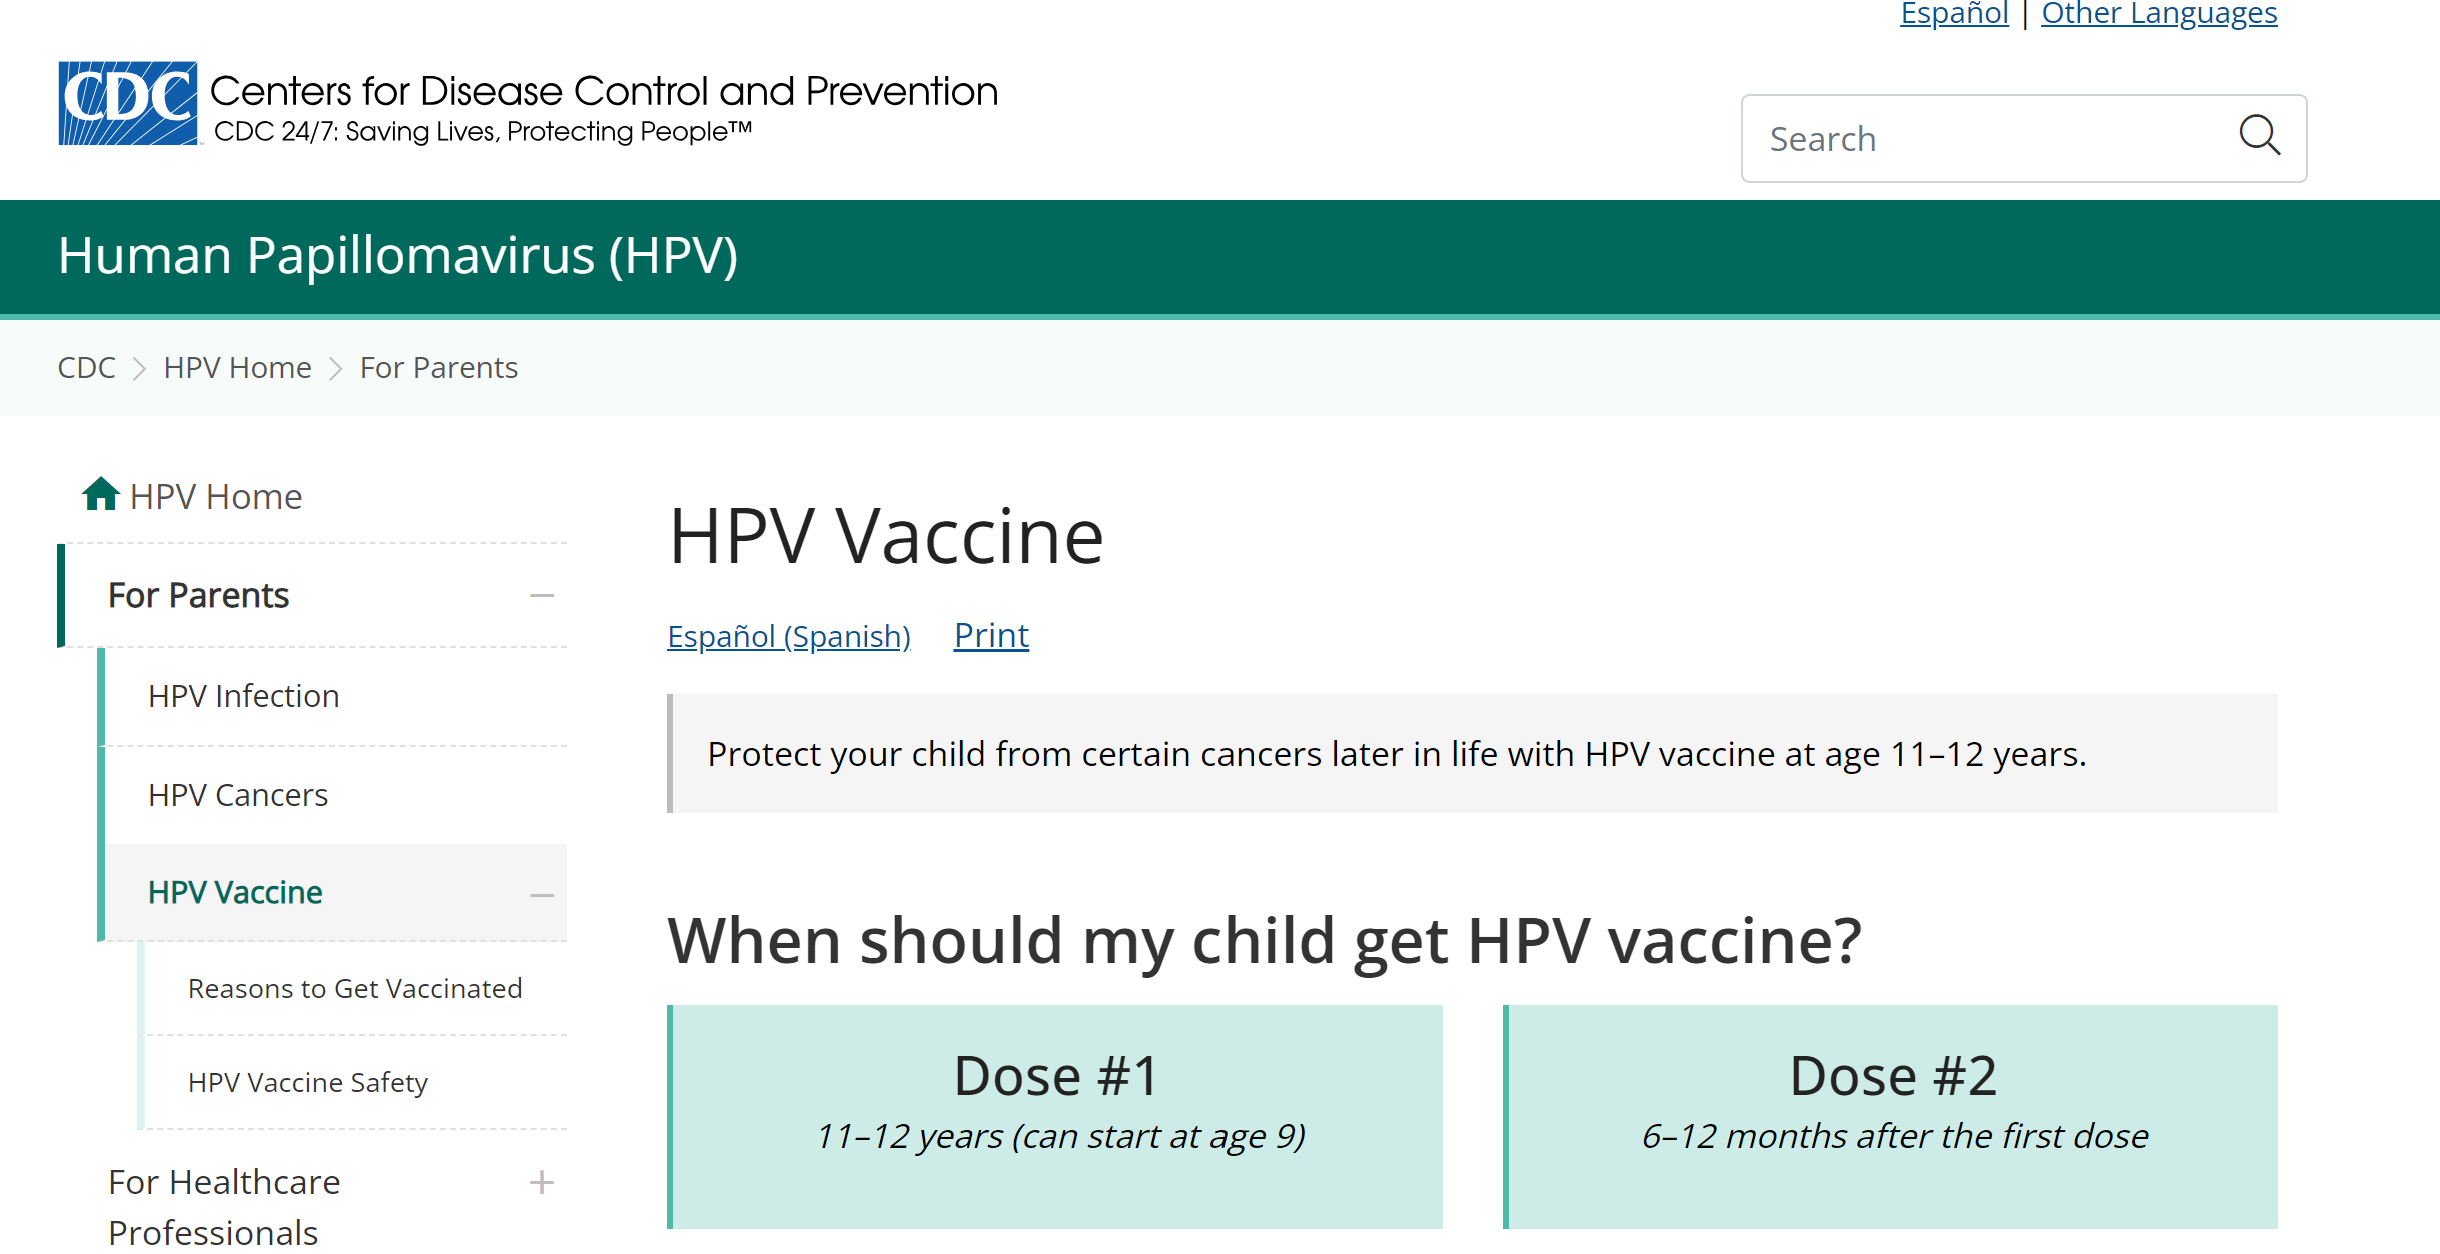 Español | Other Languages
CDC Centers for Disease Control and Prevention
CDC 24/7: Saving Lives, Protecting People™
Search
Human Papillomavirus (HPV)
CDC > HPV Home > For Parents
HPV Home
For Parents
HPV Infection
HPV Cancers
HPV Vaccine
Reasons to Get Vaccinated
HPV Vaccine Safety
For Healthcare
Professionals
HPV Vaccine
Español (Spanish) Print
Protect your child from certain cancers later in life with HPV vaccine at age 11–12 years.
When should my child get HPV vaccine?
Dose #1
11–12 years (can start at age 9)
Dose #2
6–12 months after the first dose